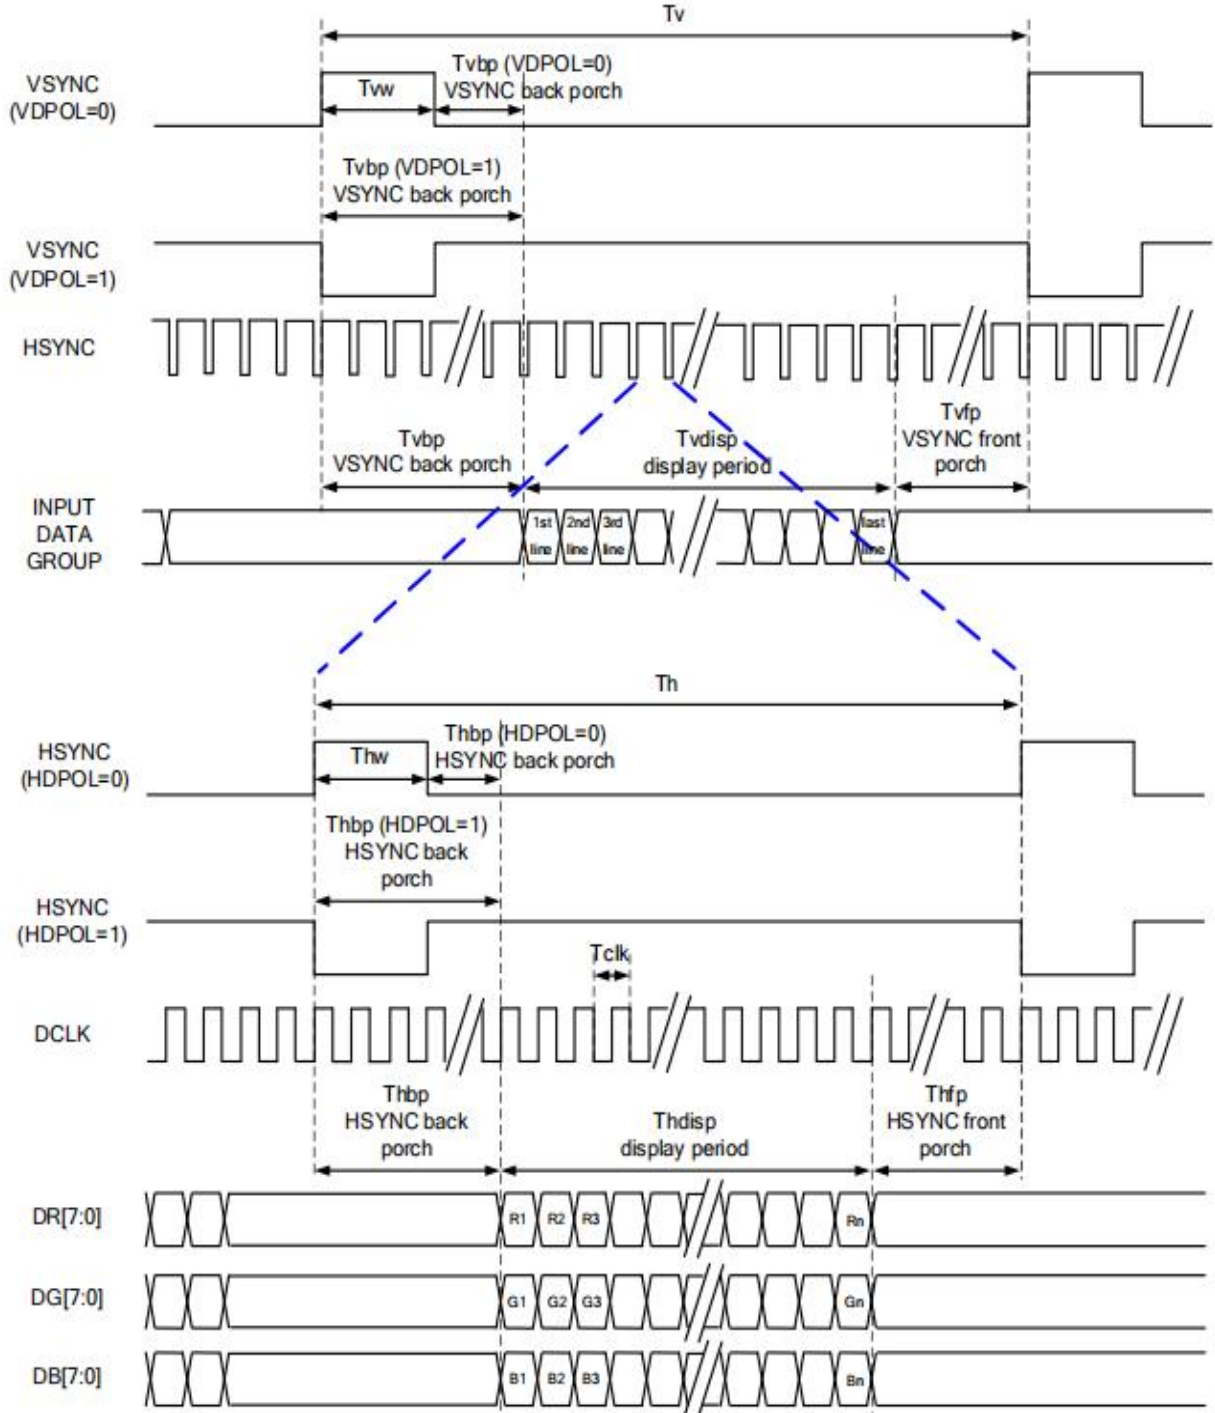 Tv
Tvbp (VDPOL=0)
VSYNC back porch
VSYNC
(VDPOL=0)
Tvw
Tvbp (VDPOL=1)
VSYNC back porch
VSYNC
(VDPOL=1)
HSYNC
Tvbp
VSYNC back porch
Tvdisp
display period
Tvfp
VSYNC front
porch
INPUT
DATA
GROUP
1st
line
2nd
line
3rd
line
last
line
Th
HSYNC
(HDPOL=0)
Thw
Thbp (HDPOL=0)
HSYNC back porch
Thbp (HDPOL=1)
HSYNC back
porch
HSYNC
(HDPOL=1)
Tclk
DCLK
Thbp
HSYNC back
porch
Thdisp
display period
Thfp
HSYNC front
porch
DR[7:0]
R1 R2 R3 Rn
DG[7:0]
G1 G2 G3 Gn
DB[7:0]
B1 B2 B3 Bn